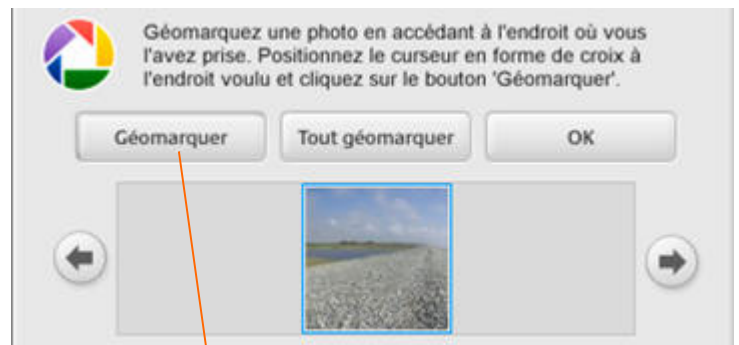 Géomarquez une photo en accédant à l'endroit où vous
l'avez prise. Positionnez le curseur en forme de croix à
l'endroit voulu et cliquez sur le bouton 'Géomarquer'.
Géomarquer Tout géomarquer OK